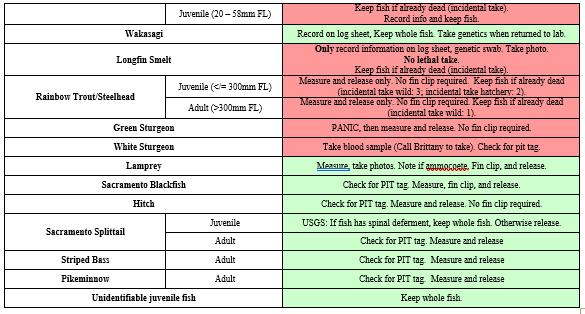 Juvenile (20 – 58mm FL)
Keep fish if already dead (incidental take).
Record info and keep fish.
Wakasagi
Record on log sheet, Keep whole fish. Take genetics when returned to lab.
Longfin Smelt
Only record information on log sheet, genetic swab. Take photo.
No lethal take.
Keep fish if already dead (incidental take).
Rainbow Trout/Steelhead
Juvenile (</= 300mm FL)
Measure and release only. No fin clip required. Keep fish if already dead
(incidental take wild: 3; incidental take hatchery: 2).
Adult (>300mm FL)
Measure and release only. No fin clip required. Keep fish if already dead
(incidental take wild: 1).
Green Sturgeon
PANIC, then measure and release. No fin clip required.
White Sturgeon
Take blood sample (Call Brittany to take). Check for pit tag.
Lamprey
Measure, take photos. Note if ammocoete. Fin clip, and release.
Sacramento Blackfish
Check for PIT tag. Measure, fin clip, and release.
Hitch
Check for PIT tag. Measure and release. No fin clip required.
Sacramento Splittail
Juvenile
USGS: If fish has spinal deferment, keep whole fish. Otherwise release.
Adult
Check for PIT tag. Measure and release
Striped Bass
Adult
Check for PIT tag. Measure and release
Pikeminnow
Adult
Check for PIT tag. Measure and release
Unidentifiable juvenile fish
Keep whole fish.